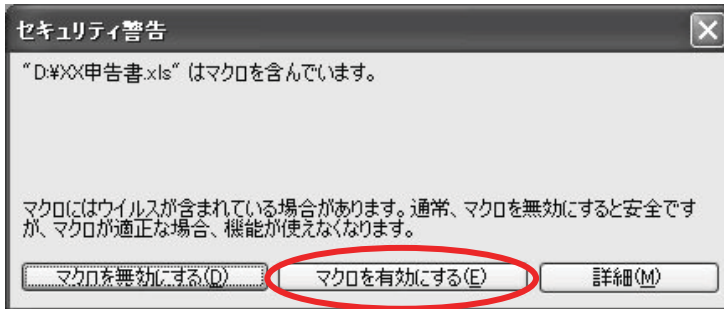 セキュリティ警告
"D:¥XX申告書.xls" はマクロを含んでいます。
マクロにはウイルスが含まれている場合があります。通常、マクロを無効にすると安全です
が、マクロが適正な場合、機能が使えなくなります。
マクロを無効にする(D) マクロを有効にする(E) 詳細(M)